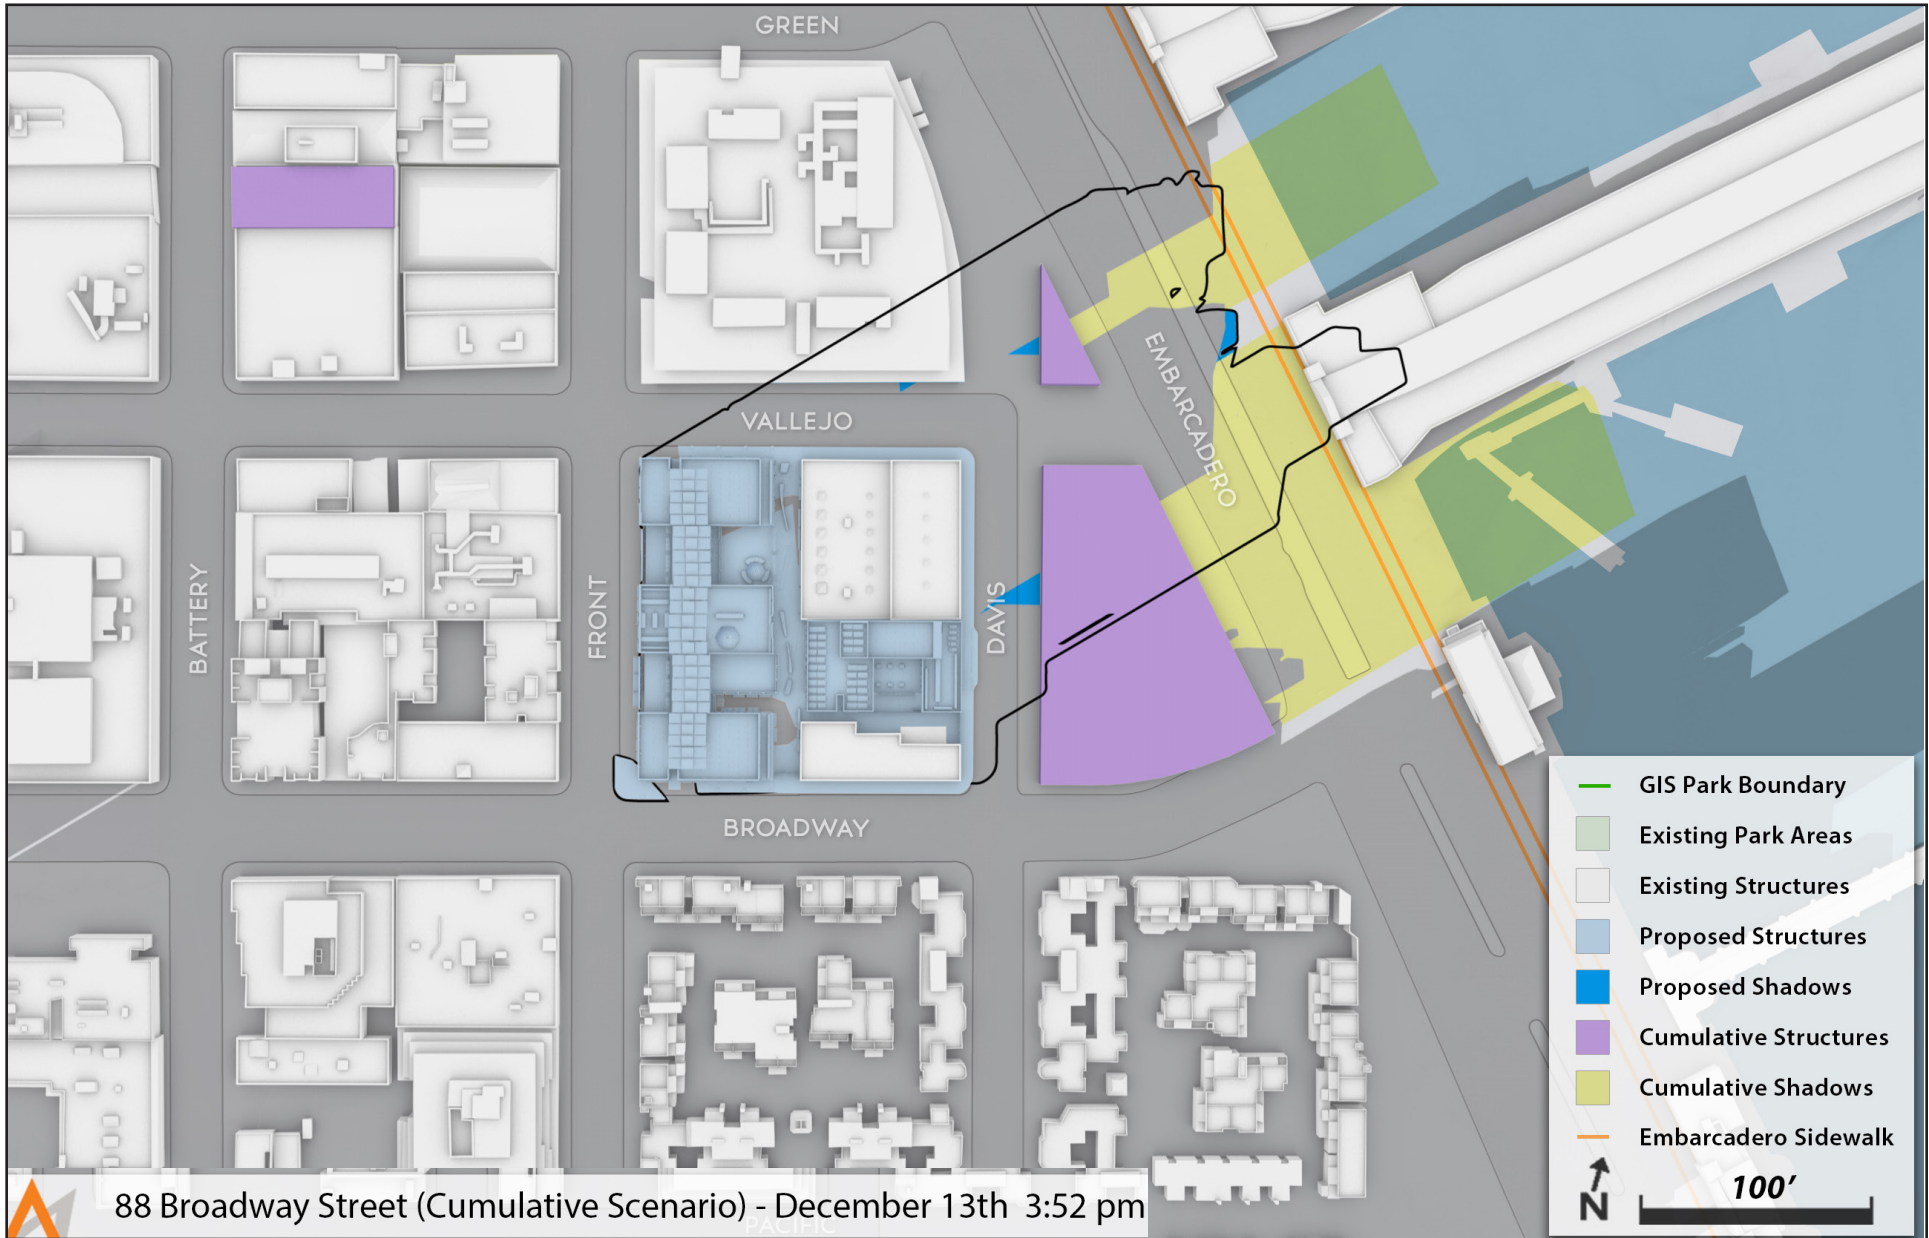 GREEN
VALLEJO
EMBARCADERO
BATTERY
FRONT
DAVIS
BROADWAY
GIS Park Boundary
Existing Park Areas
Existing Structures
Proposed Structures
Proposed Shadows
Cumulative Structures
Cumulative Shadows
Embarcadero Sidewalk
N
100’
88 Broadway Street (Cumulative Scenario) - December 13th 3:52 pm
PACIFIC